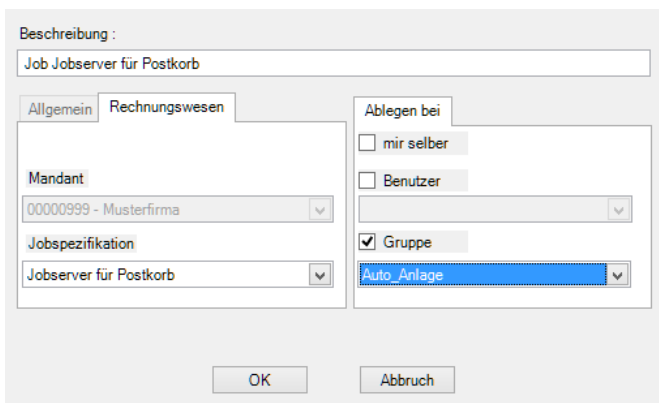 Beschreibung :
Job Jobserver für Postkorb
Allgemein Rechnungswesen
Ablegen bei
mir selber
Mandant
Benutzer
00000999 - Musterfirma
Jobspezifikation
Gruppe
Jobserver für Postkorb
Auto_Anlage
OK Abbruch